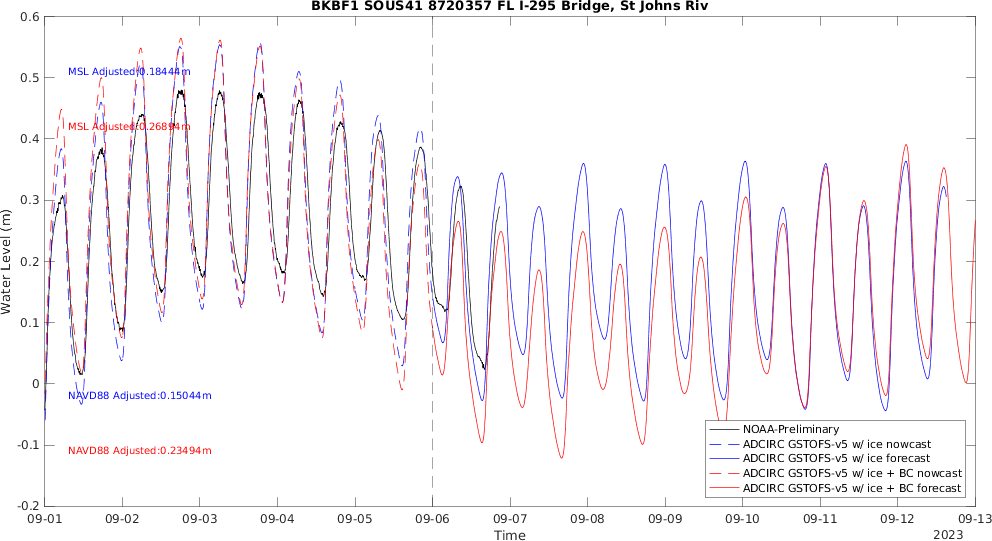 BKBF1 SOUS41 8720357 FL I-295 Bridge, St Johns Riv
0.6
0.5
0.4
0.3
0.2
0.1
0
-0.1
-0.2
Water Level (m)
MSL Adjusted:0.18444m
MSL Adjusted:0.26894m
NAVD88 Adjusted:0.15044m
NAVD88 Adjusted:0.23494m
NOAA-Preliminary
ADCIRC GSTOFS-v5 w/ ice nowcast
ADCIRC GSTOFS-v5 w/ ice forecast
ADCIRC GSTOFS-v5 w/ ice + BC nowcast
ADCIRC GSTOFS-v5 w/ ice + BC forecast
09-01 09-02 09-03 09-04 09-05 09-06 09-07 09-08 09-09 09-10 09-11 09-12 09-13
Time
2023